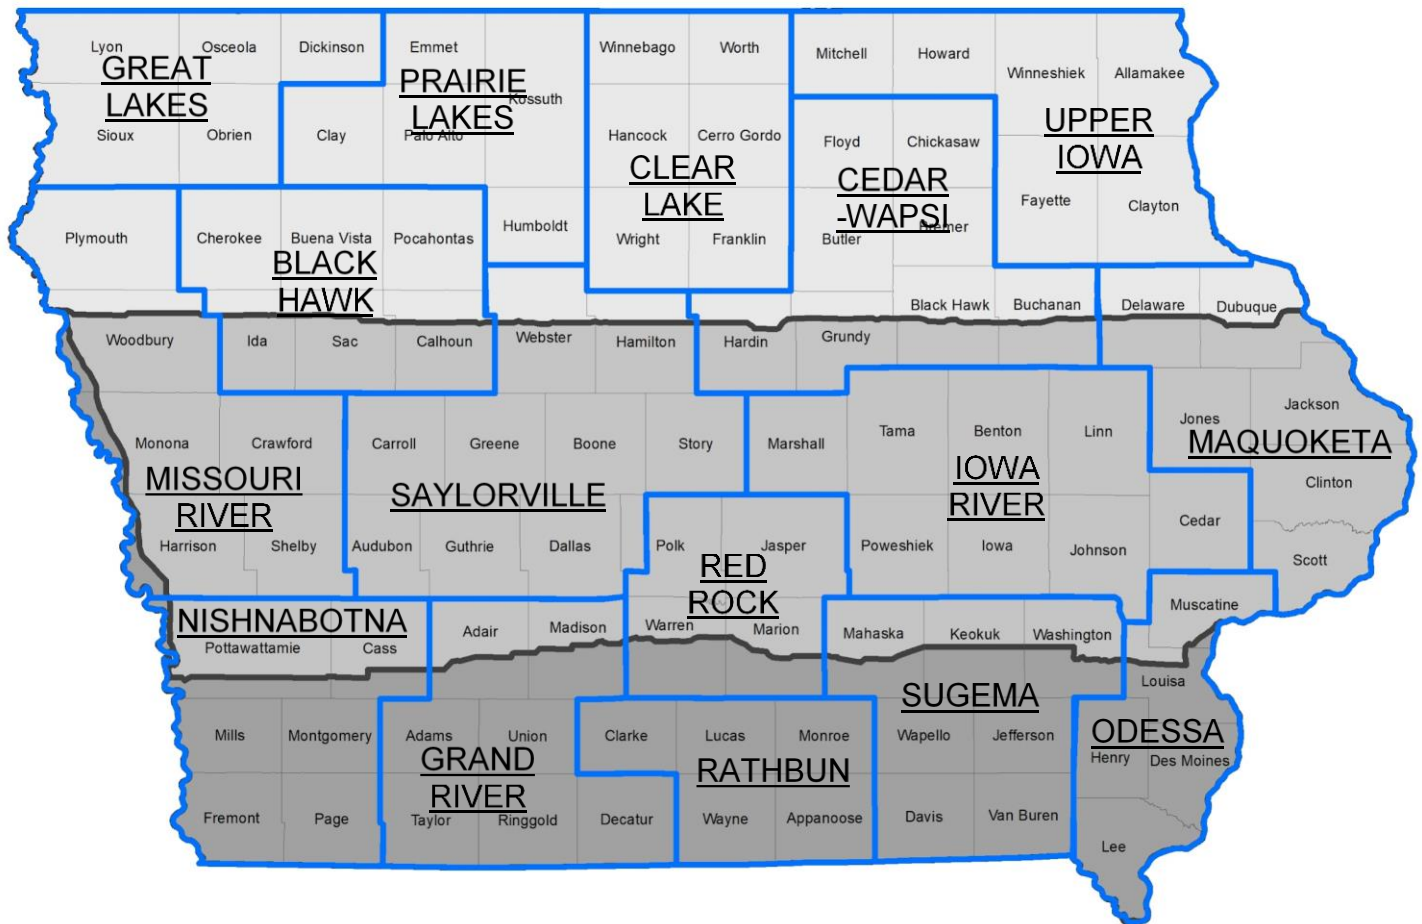 Lyon
Osceola
Dickinson
Emmet
Winnebago
Worth
Mitchell
Howard
Winneshiek
Allamakee
GREAT
LAKES
PRAIRIE
LAKES
Kossuth
Sioux
Obrien
Clay
Palo Alto
Hancock
Cerro Gordo
Floyd
Chickasaw
UPPER
IOWA
CLEAR
LAKE
CEDAR
-WAPSI
Fayette
Clayton
Plymouth
Cherokee
Buena Vista
Pocahontas
Humboldt
Wright
Franklin
Butler
Bremer
BLACK
HAWK
Black Hawk
Buchanan
Delaware
Dubuque
Woodbury
Ida
Sac
Calhoun
Webster
Hamilton
Hardin
Grundy
Jackson
Jones
Monona
Crawford
Carroll
Greene
Boone
Story
Marshall
Tama
Benton
Linn
MAQUOKETA
MISSOURI
RIVER
SAYLORVILLE
IOWA
RIVER
Clinton
Cedar
Harrison
Shelby
Audubon
Guthrie
Dallas
Polk
Jasper
Poweshiek
Iowa
Johnson
Scott
RED
ROCK
NISHNABOTNA
Muscatine
Pottawattamie
Cass
Adair
Madison
Warren
Marion
Mahaska
Keokuk
Washington
Louisa
SUGEMA
Mills
Montgomery
Adams
Union
Clarke
Lucas
Monroe
Wapello
Jefferson
ODESSA
Henry
Des Moines
GRAND
RIVER
RATHBUN
Fremont
Page
Taylor
Ringgold
Decatur
Wayne
Appanoose
Davis
Van Buren
Lee